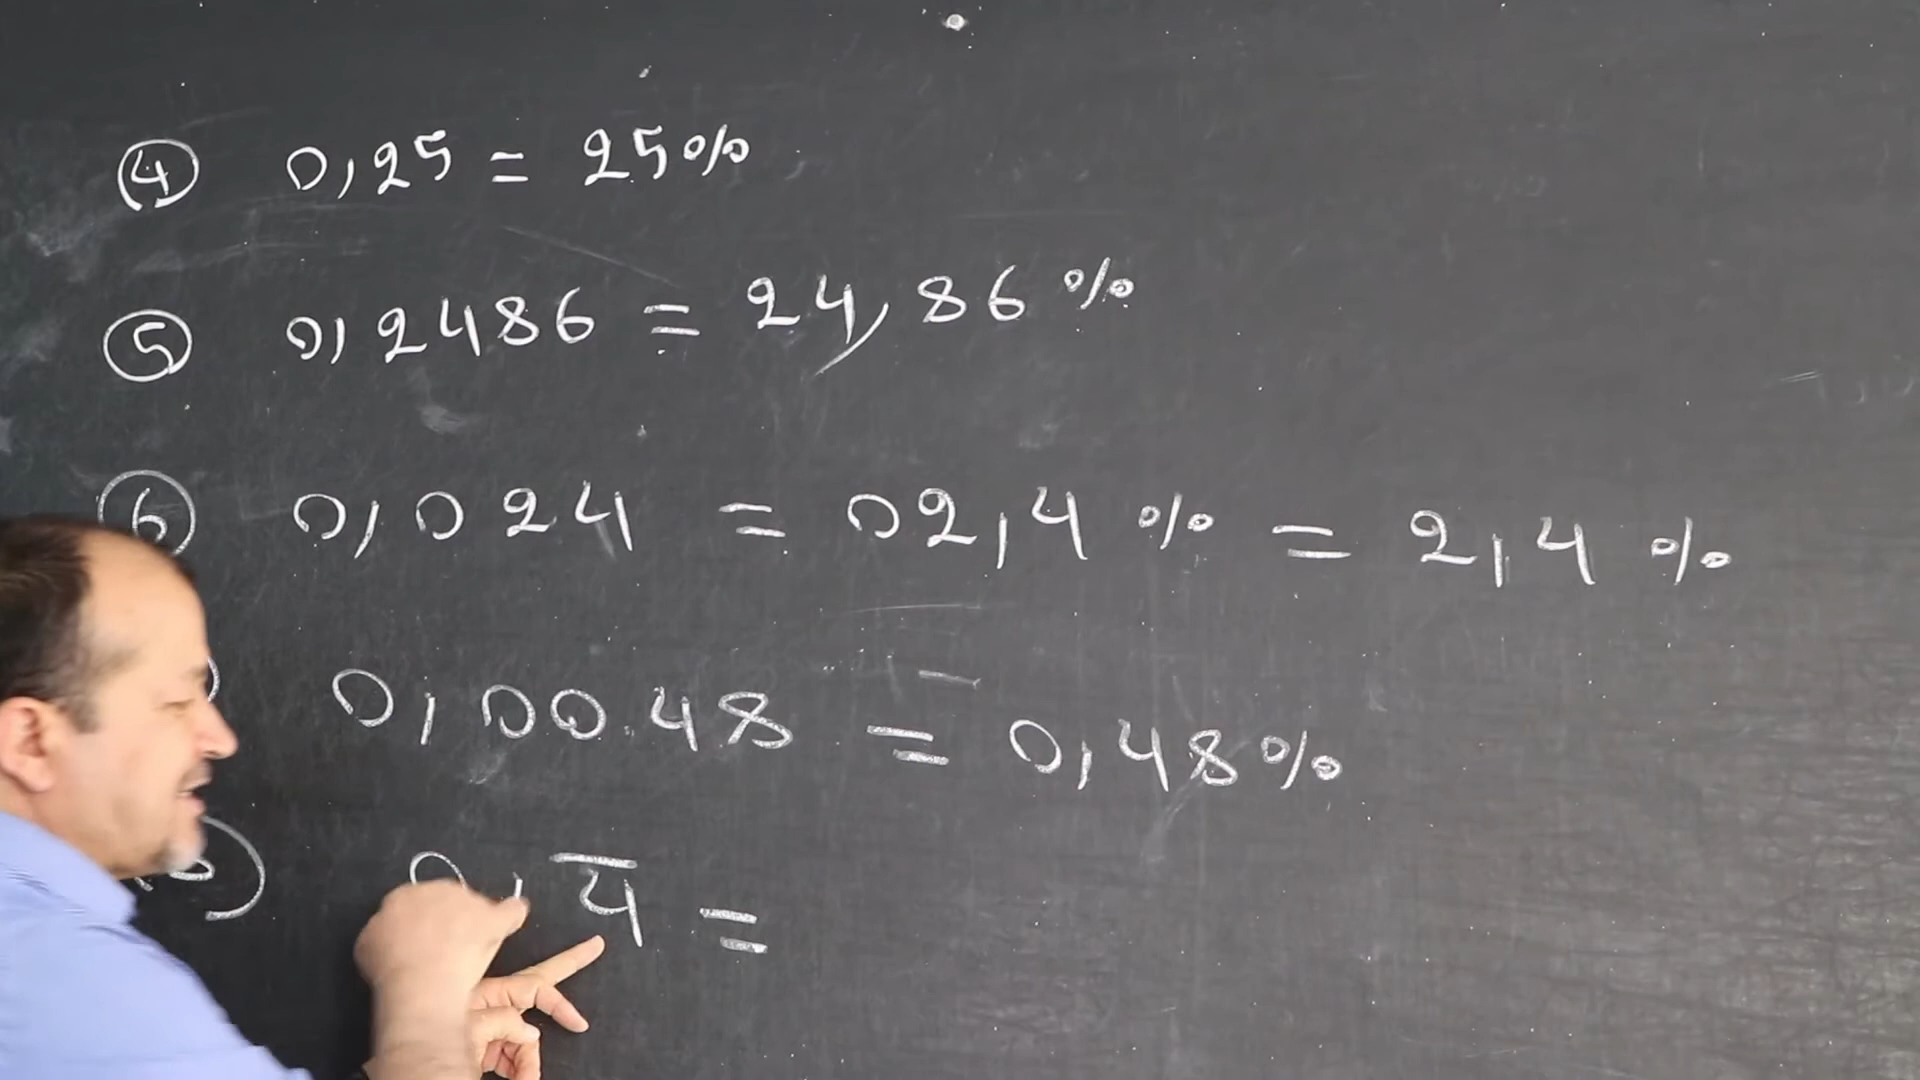 ④ 0,25 = 25%
⑤ 0,2486 = 24,86%
⑥ 0,024 = 02,4% = 2,4%
0,0048 = 0,48%
0,4̅ =